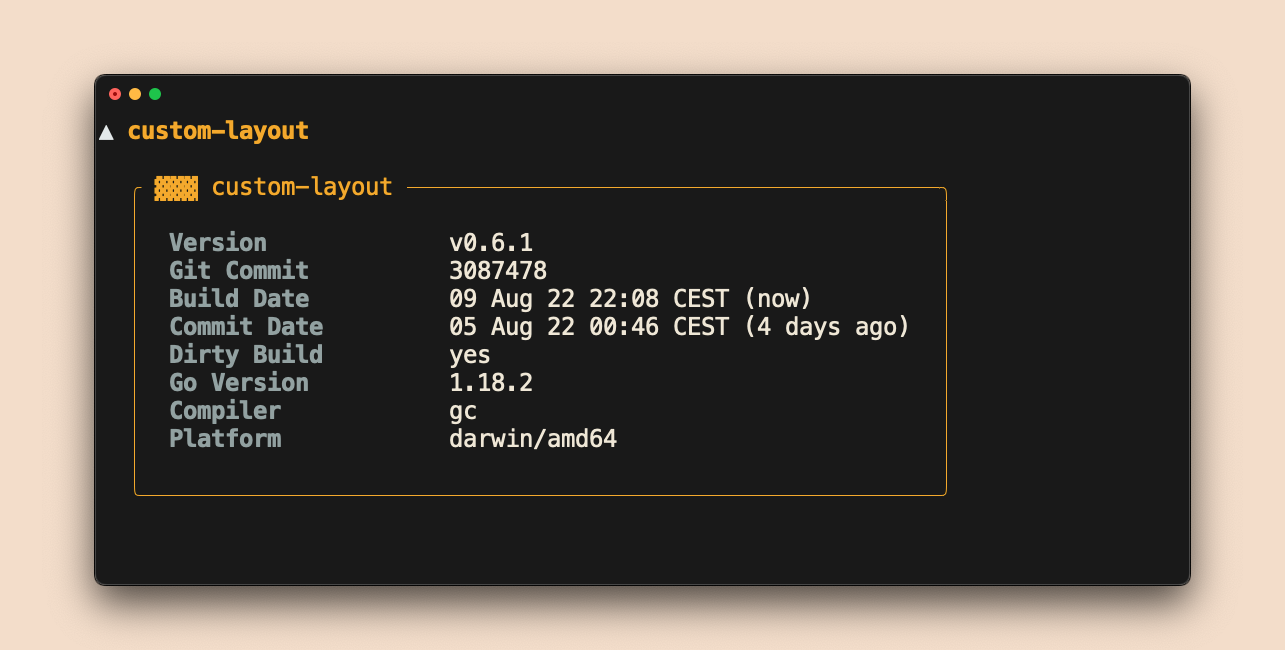 ▲ custom-layout
▓▓▓ custom-layout
Version v0.6.1
Git Commit 3087478
Build Date 09 Aug 22 22:08 CEST (now)
Commit Date 05 Aug 22 00:46 CEST (4 days ago)
Dirty Build yes
Go Version 1.18.2
Compiler gc
Platform darwin/amd64